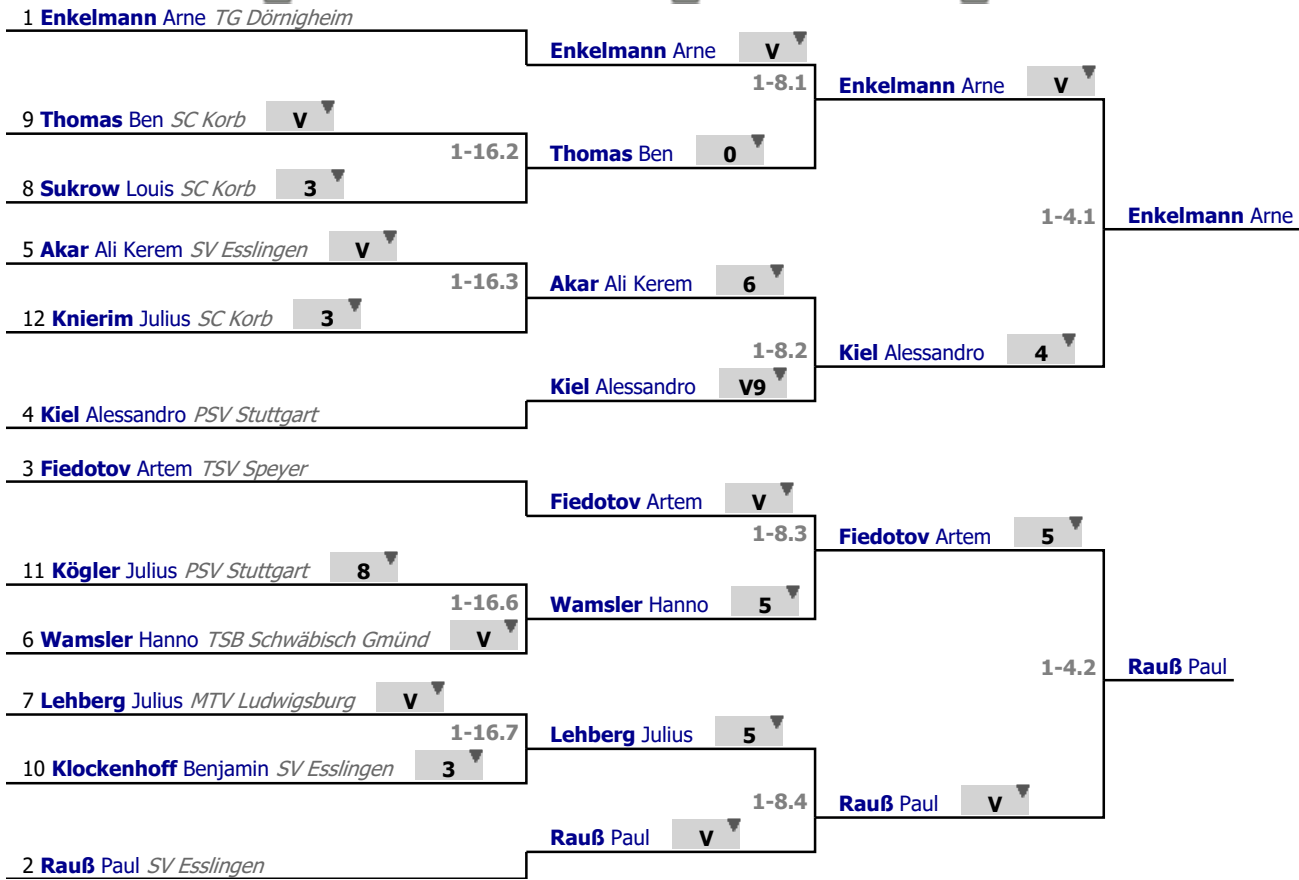 1 Enkelmann Arne TG Dörnigheim
Enkelmann Arne V
1-8.1
Enkelmann Arne V
9 Thomas Ben SC Korb V
1-16.2
Thomas Ben 0
8 Sukrow Louis SC Korb 3
1-4.1
Enkelmann Arne
5 Akar Ali Kerem SV Esslingen V
1-16.3
Akar Ali Kerem 6
12 Knierim Julius SC Korb 3
1-8.2
Kiel Alessandro 4
Kiel Alessandro V9
4 Kiel Alessandro PSV Stuttgart
3 Fiedotov Artem TSV Speyer
Fiedotov Artem V
1-8.3
Fiedotov Artem 5
11 Kögler Julius PSV Stuttgart 8
1-16.6
Wamsler Hanno 5
6 Wamsler Hanno TSB Schwäbisch Gmünd V
1-4.2
Rauß Paul
7 Lehberg Julius MTV Ludwigsburg V
1-16.7
Lehberg Julius 5
10 Klockenhoff Benjamin SV Esslingen 3
1-8.4
Rauß Paul V
Rauß Paul V
2 Rauß Paul SV Esslingen